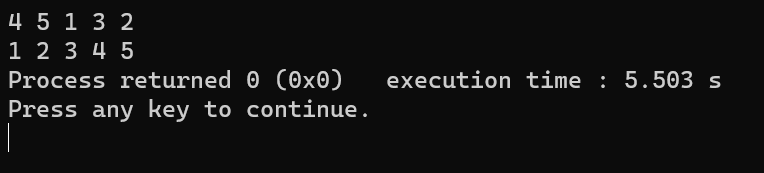 4 5 1 3 2
1 2 3 4 5
Process returned 0 (0x0)   execution time : 5.503 s
Press any key to continue.